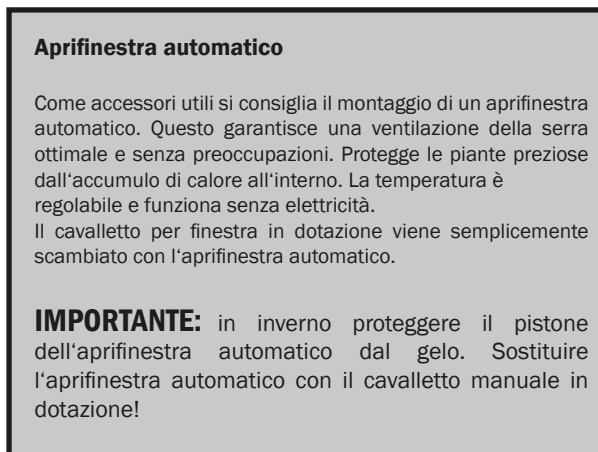 Aprifinestra automatico
Come accessori utili si consiglia il montaggio di un aprifinestra
automatico. Questo garantisce una ventilazione della serra
ottimale e senza preoccupazioni. Protegge le piante preziose
dall‘accumulo di calore all‘interno. La temperatura è
regolabile e funziona senza elettricità.
Il cavalletto per finestra in dotazione viene semplicemente
scambiato con l‘aprifinestra automatico.
IMPORTANTE: in inverno proteggere il pistone
dell‘aprifinestra automatico dal gelo. Sostituire
l‘aprifinestra automatico con il cavalletto manuale in
dotazione!